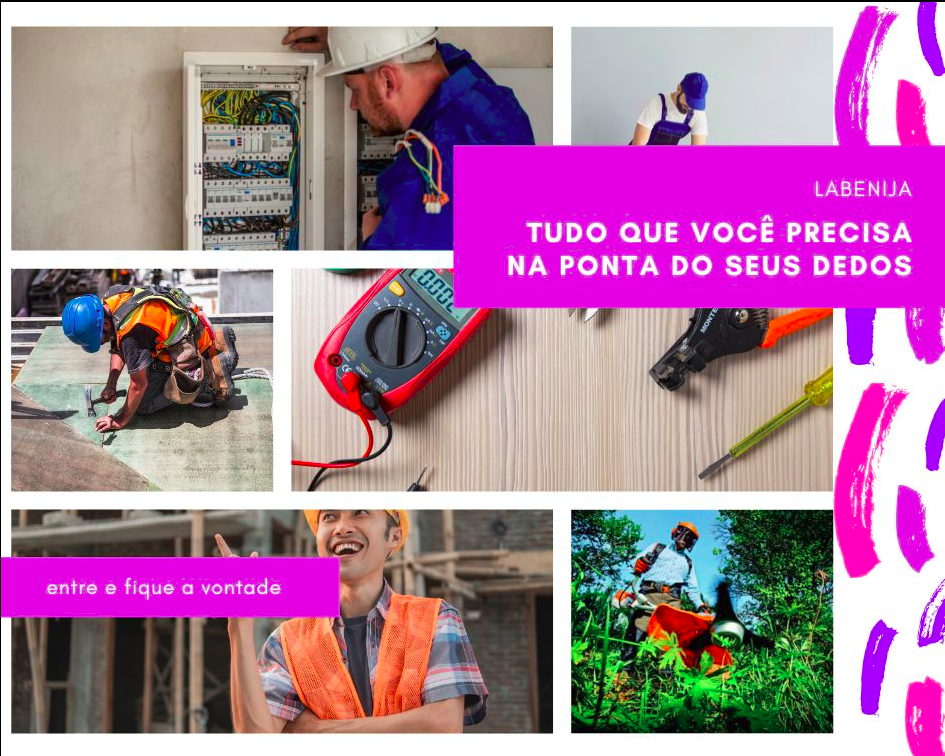 LABENIJA
TUDO QUE VOCÊ PRECISA
NA PONTA DO SEUS DEDOS
entre e fique a vontade